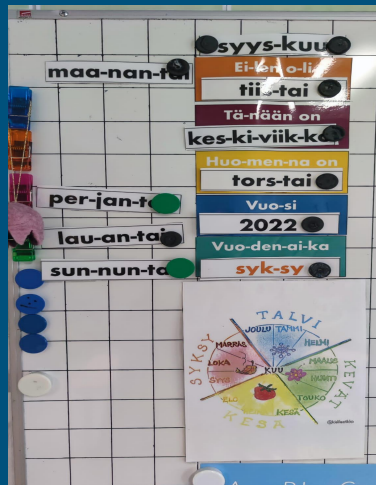 syys-kuu
maa-nan-tai
Ei-len o-li
tiis-tai
Tä-nään on
kes-ki-viik-ko
Huo-men-na on
tors-tai
per-jan-tai
Vuo-si
2022
lau-an-tai
Vuo-den-ai-ka
sun-nun-tai
syk-sy
TALVI
JOULU TAMMI
HELMI
MARRAS
MAALIS
SYKSY
LOKA
KUU
HUHTI
KEVÄT
SYYS
TOUKO
ELO
KESÄ
KESÄ